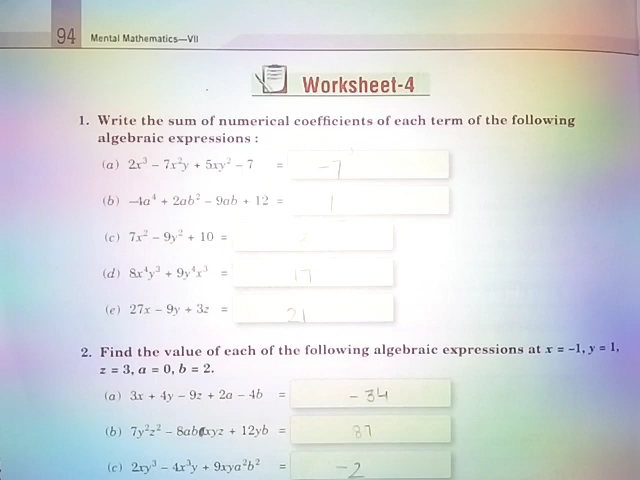 94 Mental Mathematics—VII
Worksheet-4
1. Write the sum of numerical coefficients of each term of the following
algebraic expressions :
(a) 2x³ – 7x²y + 5xy² – 7 = –7
(b) –4a⁴ + 2ab² – 9ab + 12 = 1
(c) 7x² – 9y² + 10 =
(d) 8x⁴y³ + 9y⁴x³ = 17
(e) 27x – 9y + 3z = 21
2. Find the value of each of the following algebraic expressions at x = –1, y = 1,
z = 3, a = 0, b = 2.
(a) 3x + 4y – 9z + 2a – 4b = – 34
(b) 7y²z² – 8ab xyz + 12yb = 87
(c) 2xy³ – 4x³y + 9xya²b² = –2